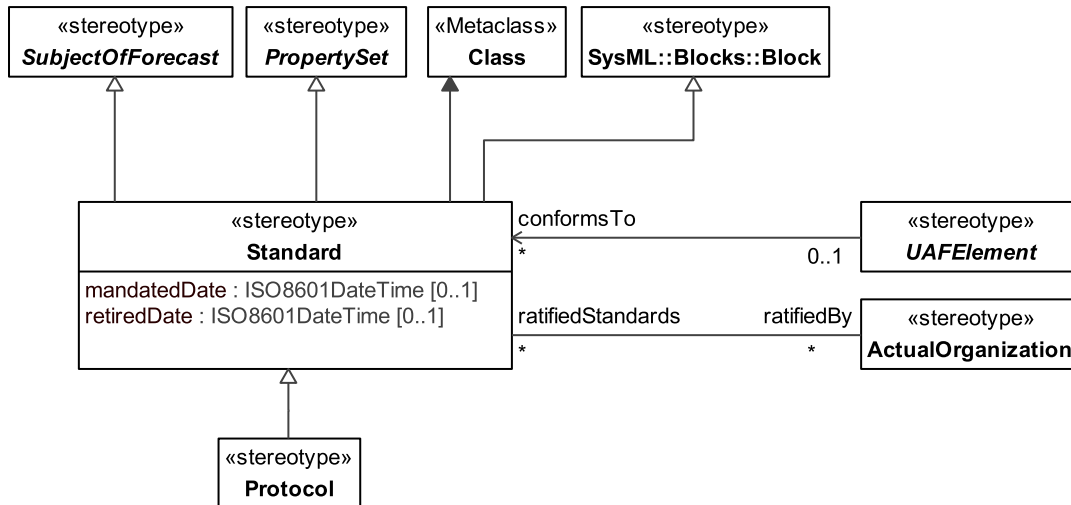 «stereotype»
SubjectOfForecast
«stereotype»
PropertySet
«Metaclass»
Class
«stereotype»
SysML::Blocks::Block
«stereotype»
Standard
mandatedDate : ISO8601DateTime [0..1]
retiredDate : ISO8601DateTime [0..1]
conformsTo
*
0..1
«stereotype»
UAFElement
ratifiedStandards
*
ratifiedBy
*
«stereotype»
ActualOrganization
«stereotype»
Protocol